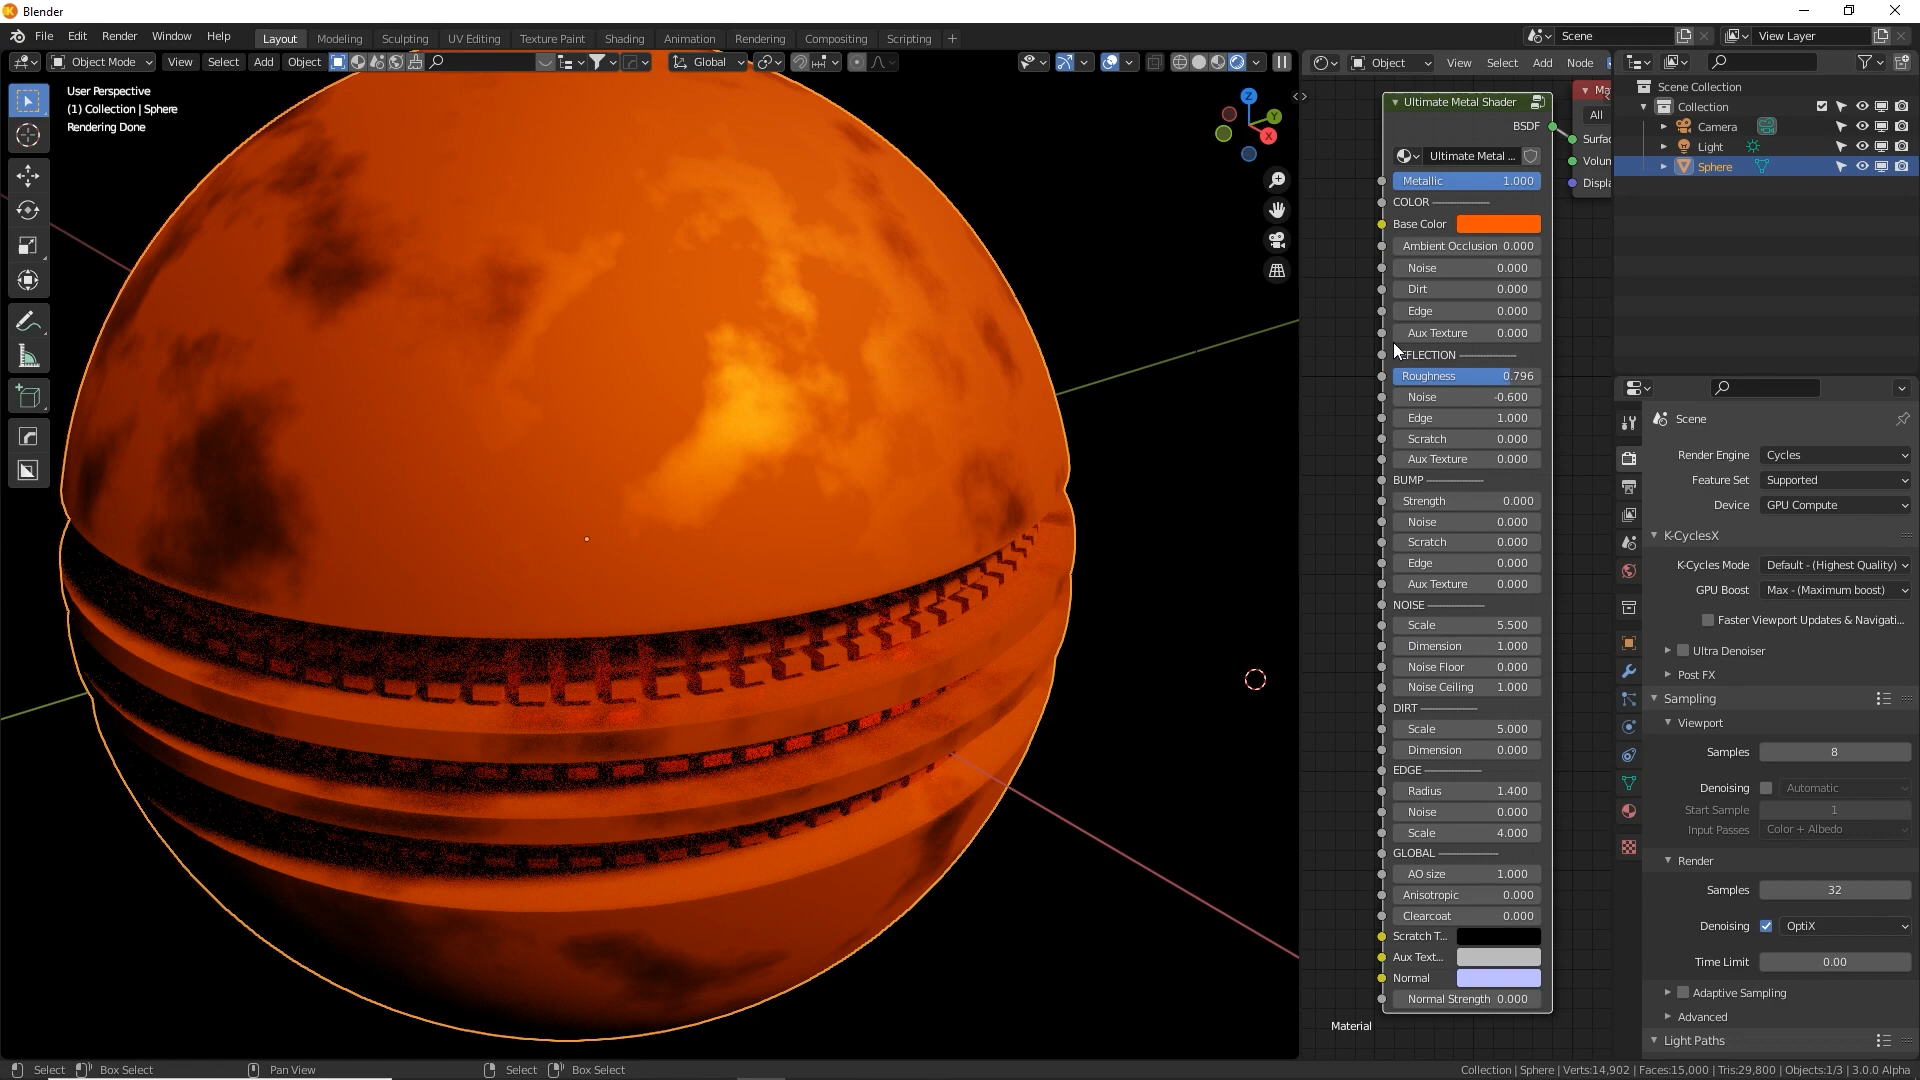 Blender
File Edit Render Window Help
Layout Modeling Sculpting UV Editing Texture Paint Shading Animation Rendering Compositing Scripting
Scene
View Layer
Object Mode View Select Add Object
Global
Object View Select Add Node
User Perspective
(1) Collection | Sphere
Rendering Done
Z
Y
X
Ultimate Metal Shader
BSDF
Ultimate Metal ...
Metallic 1.000
COLOR
Base Color
Ambient Occlusion 0.000
Noise 0.000
Dirt 0.000
Edge 0.000
Aux Texture 0.000
EFLECTION
Roughness 0.796
Noise -0.600
Edge 1.000
Scratch 0.000
Aux Texture 0.000
BUMP
Strength 0.000
Noise 0.000
Scratch 0.000
Edge 0.000
Aux Texture 0.000
NOISE
Scale 5.500
Dimension 1.000
Noise Floor 0.000
Noise Ceiling 1.000
DIRT
Scale 5.000
Dimension 0.000
EDGE
Radius 1.400
Noise 0.000
Scale 4.000
GLOBAL
AO size 1.000
Anisotropic 0.000
Clearcoat 0.000
Scratch T...
Aux Text...
Normal
Normal Strength 0.000
Material
Ma
All
Surfac
Volun
Displa
Scene Collection
Collection
Camera
Light
Sphere
Scene
Render Engine Cycles
Feature Set Supported
Device GPU Compute
K-CyclesX
K-Cycles Mode Default - (Highest Quality)
GPU Boost Max - (Maximum boost)
Faster Viewport Updates & Navigati...
Ultra Denoiser
Post FX
Sampling
Viewport
Samples 8
Denoising Automatic
Start Sample 1
Input Passes Color + Albedo
Render
Samples 32
Denoising OptiX
Time Limit 0.00
Adaptive Sampling
Advanced
Light Paths
Select Box Select Pan View Select Box Select
Collection | Sphere | Verts:14,902 | Faces:15,000 | Tris:29,800 | Objects:1/3 | 3.0.0 Alpha